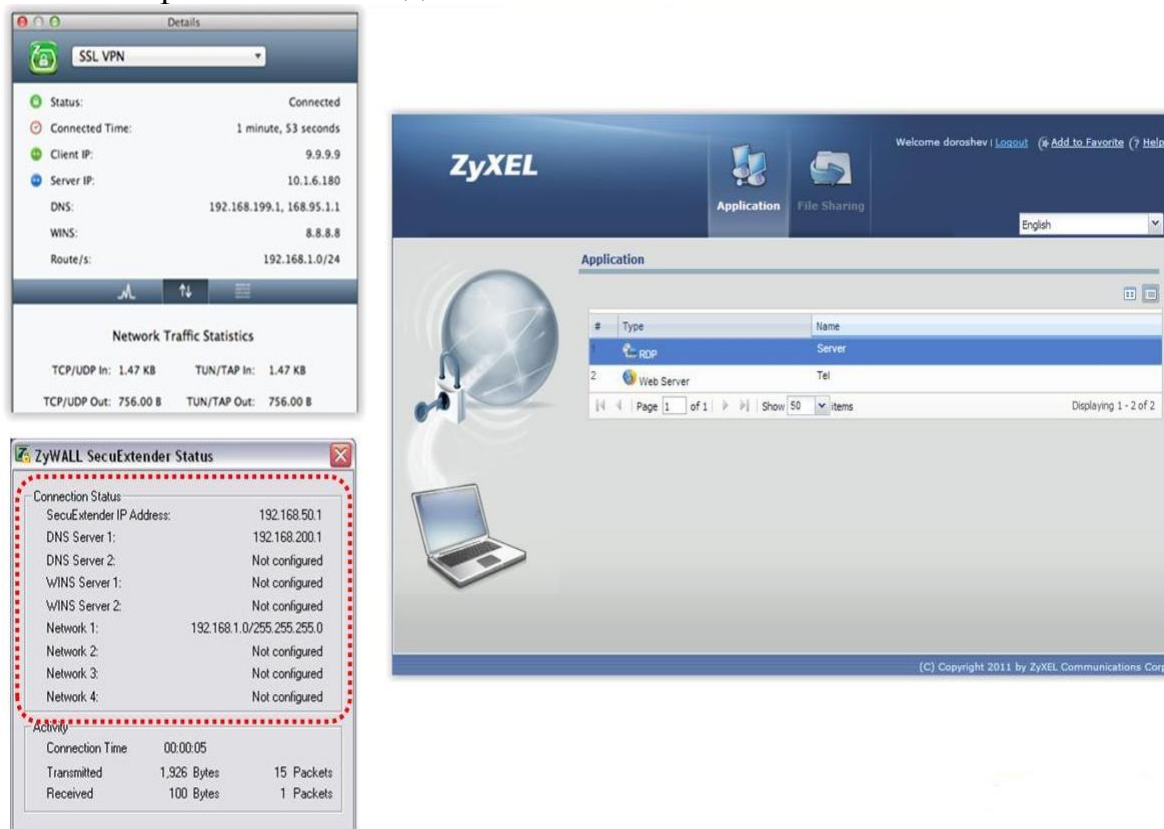 Details
SSL VPN
Status: Connected
Connected Time: 1 minute, 53 seconds
Client IP: 9.9.9.9
Server IP: 10.1.6.180
DNS: 192.168.199.1, 168.95.1.1
WINS: 8.8.8.8
Route/s: 192.168.1.0/24
Network Traffic Statistics
TCP/UDP In: 1.47 KB TUN/TAP In: 1.47 KB
TCP/UDP Out: 756.00 B TUN/TAP Out: 756.00 B
ZyWALL SecuExtender Status
Connection Status
SecuExtender IP Address: 192.168.50.1
DNS Server 1: 192.168.200.1
DNS Server 2: Not configured
WINS Server 1: Not configured
WINS Server 2: Not configured
Network 1: 192.168.1.0/255.255.255.0
Network 2: Not configured
Network 3: Not configured
Network 4: Not configured
Activity
Connection Time 00:00:05
Transmitted 1,926 Bytes 15 Packets
Received 100 Bytes 1 Packets
ZyXEL
Application
File Sharing
Welcome doroshev | Logout Add to Favorite Help
English
Application
# Type Name
1 RDP Server
2 Web Server Tel
Page 1 of 1 Show 50 items Displaying 1 - 2 of 2
(C) Copyright 2011 by ZyXEL Communications Corp